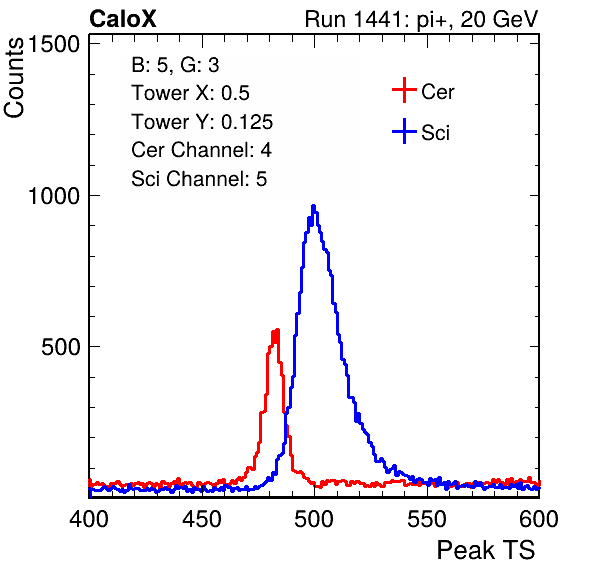 CaloX Run 1441: pi+, 20 GeV
Counts
1500
1000
500
B: 5, G: 3
Tower X: 0.5
Tower Y: 0.125
Cer Channel: 4
Sci Channel: 5
Cer
Sci
400 450 500 550 600
Peak TS